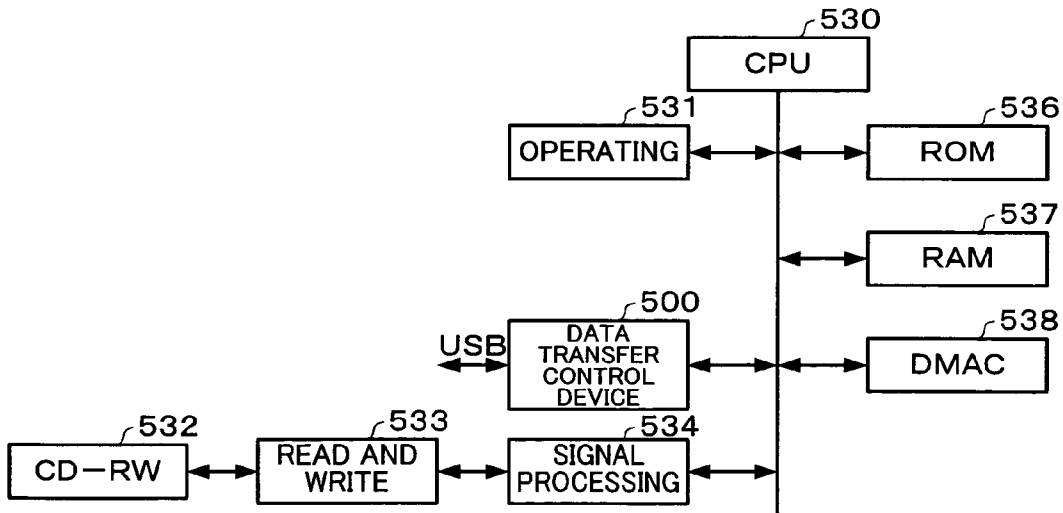 530
CPU
531
OPERATING
536
ROM
537
RAM
500
USB
DATA
TRANSFER
CONTROL
DEVICE
538
DMAC
532
CD-RW
533
READ AND
WRITE
534
SIGNAL
PROCESSING